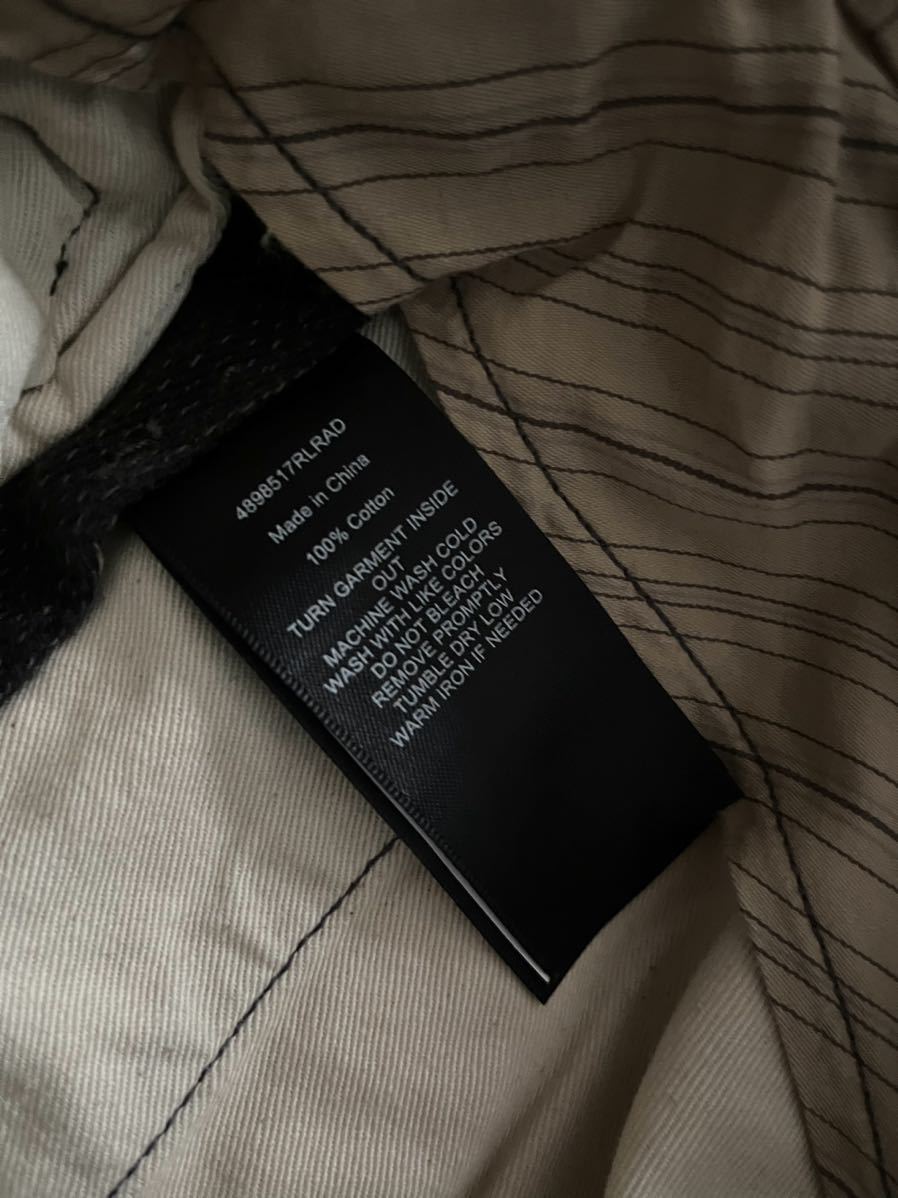 4898517RLRAD
Made in China
100% Cotton
TURN GARMENT INSIDE
OUT
MACHINE WASH COLD
WASH WITH LIKE COLORS
DO NOT BLEACH
REMOVE PROMPTLY
TUMBLE DRY LOW
WARM IRON IF NEEDED